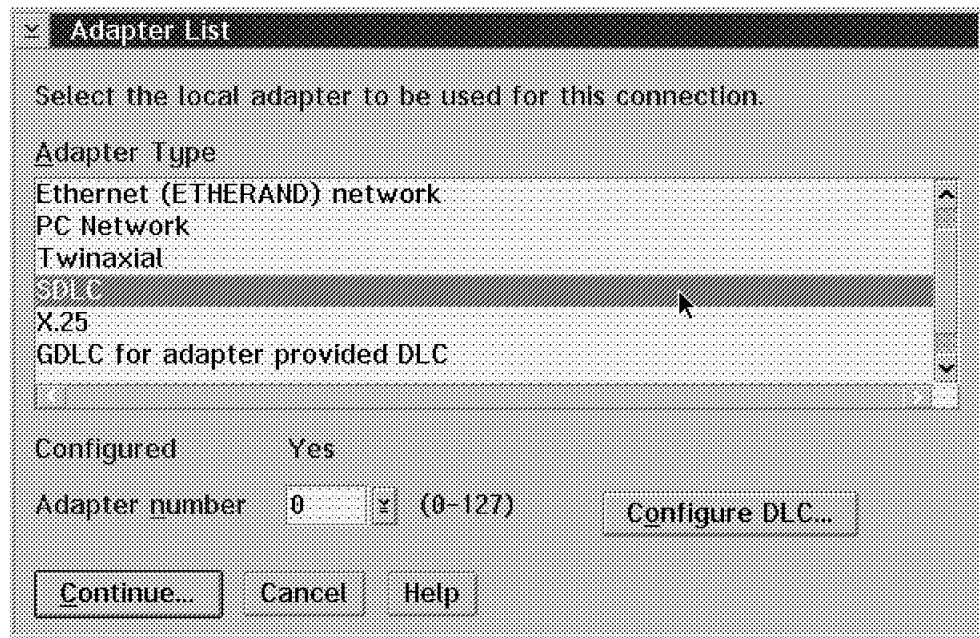 Adapter List
Select the local adapter to be used for this connection.
Adapter Type
Ethernet (ETHERAND) network
PC Network
Twinaxial
SDLC
X.25
GDLC for adapter provided DLC
Configured Yes
Adapter number 0 (0-127)
Configure DLC...
Continue... Cancel Help